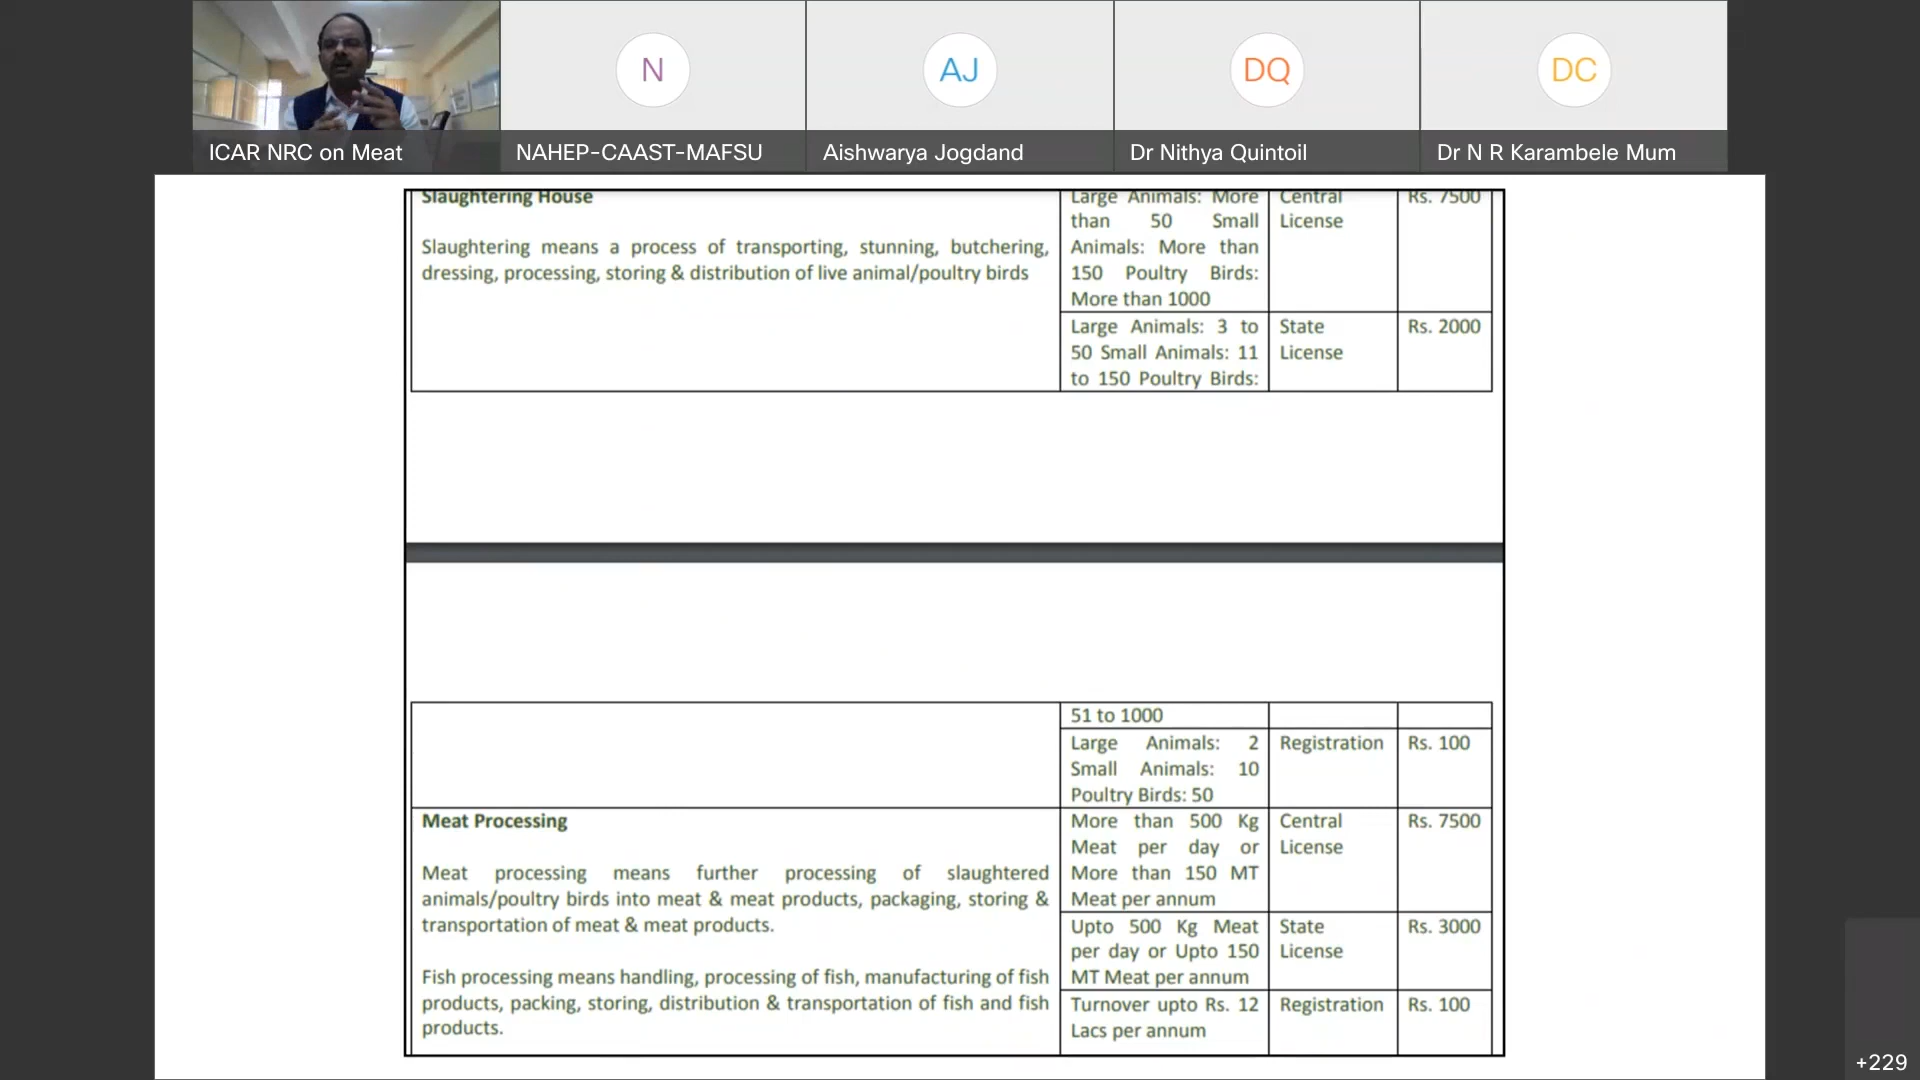 N
AJ
DQ
DC
ICAR NRC on Meat
NAHEP-CAAST-MAFSU
Aishwarya Jogdand
Dr Nithya Quintoil
Dr N R Karambele Mum
Slaughtering House
Slaughtering means a process of transporting, stunning, butchering,
dressing, processing, storing & distribution of live animal/poultry birds
Large Animals: More
than 50 Small
Animals: More than
150 Poultry Birds:
More than 1000
Central
License
Rs. 7500
Large Animals: 3 to
50 Small Animals: 11
to 150 Poultry Birds:
State
License
Rs. 2000
51 to 1000
Large Animals: 2
Small Animals: 10
Poultry Birds: 50
Registration
Rs. 100
Meat Processing
Meat processing means further processing of slaughtered
animals/poultry birds into meat & meat products, packaging, storing &
transportation of meat & meat products.
Fish processing means handling, processing of fish, manufacturing of fish
products, packing, storing, distribution & transportation of fish and fish
products.
More than 500 Kg
Meat per day or
More than 150 MT
Meat per annum
Central
License
Rs. 7500
Upto 500 Kg Meat
per day or Upto 150
MT Meat per annum
State
License
Rs. 3000
Turnover upto Rs. 12
Lacs per annum
Registration
Rs. 100
+229